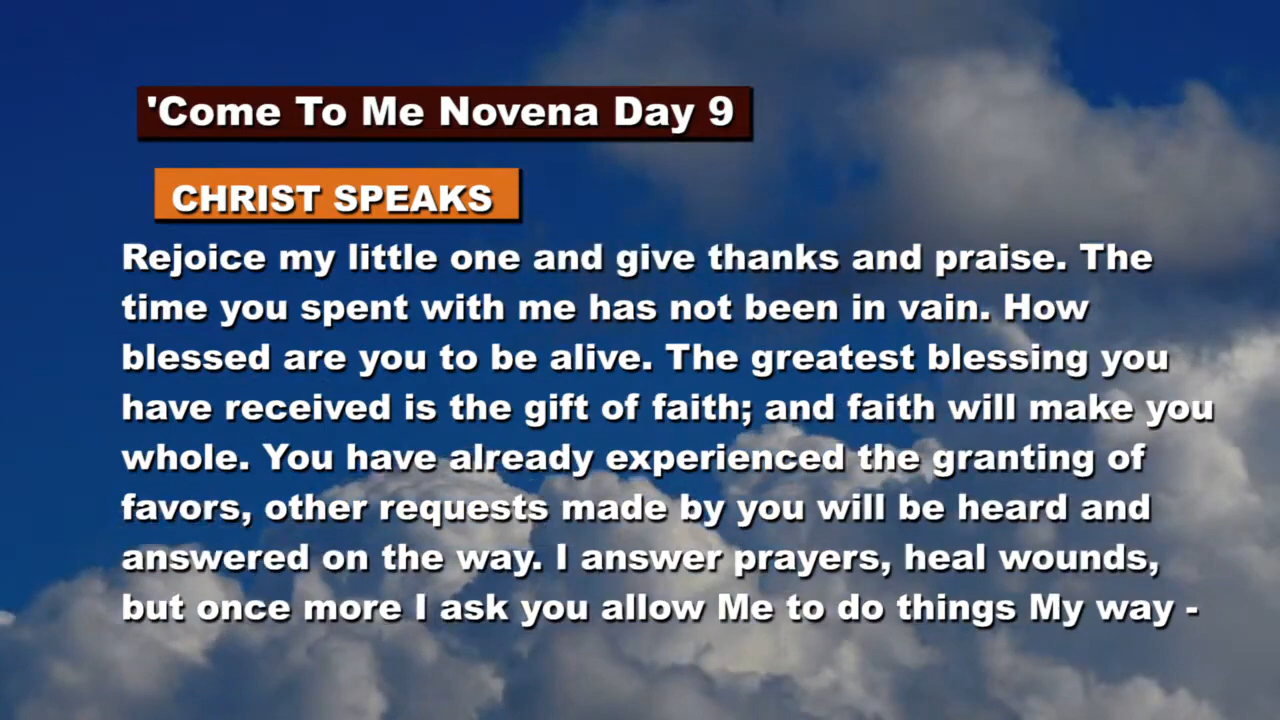 'Come To Me Novena Day 9
CHRIST SPEAKS
Rejoice my little one and give thanks and praise. The
time you spent with me has not been in vain. How
blessed are you to be alive. The greatest blessing you
have received is the gift of faith; and faith will make you
whole. You have already experienced the granting of
favors, other requests made by you will be heard and
answered on the way. I answer prayers, heal wounds,
but once more I ask you allow Me to do things My way -